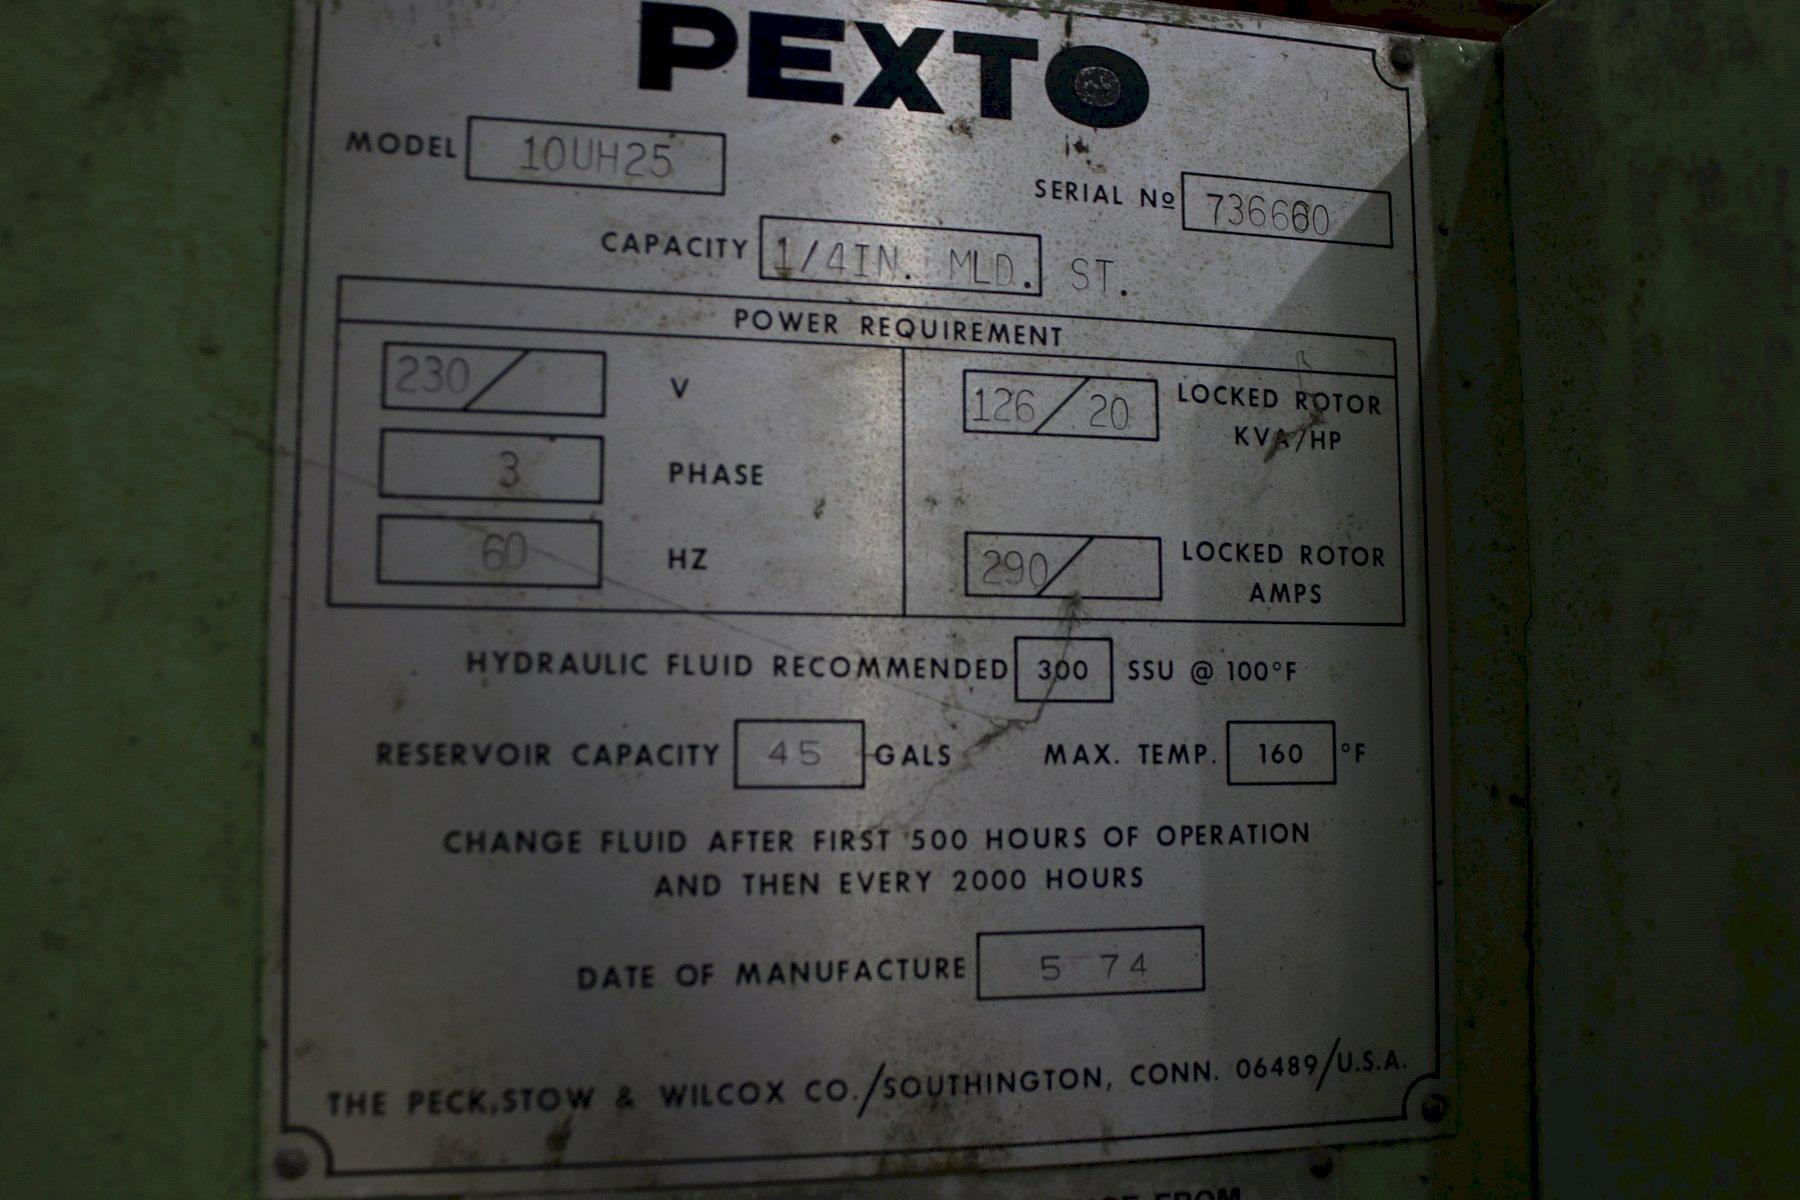 PEXTO
MODEL 10UH25
SERIAL Nº 736660
CAPACITY 1/4IN. MLD. ST.
POWER REQUIREMENT
230/ V
126/20 LOCKED ROTOR
KVA/HP
3 PHASE
60 HZ
290/ LOCKED ROTOR
AMPS
HYDRAULIC FLUID RECOMMENDED 300 SSU @ 100°F
RESERVOIR CAPACITY 45 GALS MAX. TEMP. 160 °F
CHANGE FLUID AFTER FIRST 500 HOURS OF OPERATION
AND THEN EVERY 2000 HOURS
DATE OF MANUFACTURE 5 74
THE PECK, STOW & WILCOX CO./SOUTHINGTON, CONN. 06489/U.S.A.
FROM